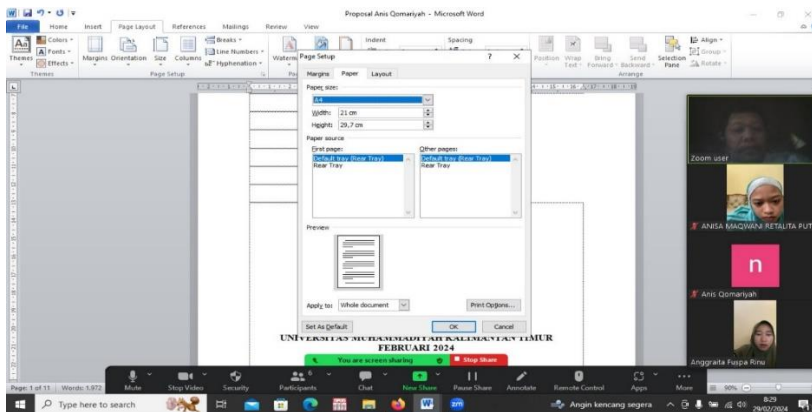 Proposal Anis Qomariyah - Microsoft Word
File Home Insert Page Layout References Mailings Review View
Colors
Fonts
Effects
Themes
Margins Orientation Size Columns
Breaks
Line Numbers
Hyphenation
Indent
Spacing
Position Wrap Text Bring Forward Send Backward Selection Pane
Align
Group
Rotate
Themes Page Setup Arrange
Page Setup ? ×
Margins Paper Layout
Paper size:
A4
Width: 21 cm
Height: 29,7 cm
Paper source
First page: Other pages:
Default tray (Rear Tray) Default tray (Rear Tray)
Rear Tray Rear Tray
Preview
Apply to: Whole document Print Options...
Set As Default OK Cancel
UNIVERSITAS MUHAMMADIYAH KALIMANTAN TIMUR
FEBRUARI 2024
Zoom user
ANISA MAQWANI RETALITA PUT
n
Anis Qomariyah
Anggraita Puspa Rinu
You are screen sharing Stop Share
Mute Stop Video Security Participants 6 Chat New Share Pause Share Annotate Remote Control Apps More
Page: 1 of 11 Words: 1.972 90%
Type here to search
W zm
Angin kencang segera
8:29
29/02/2024